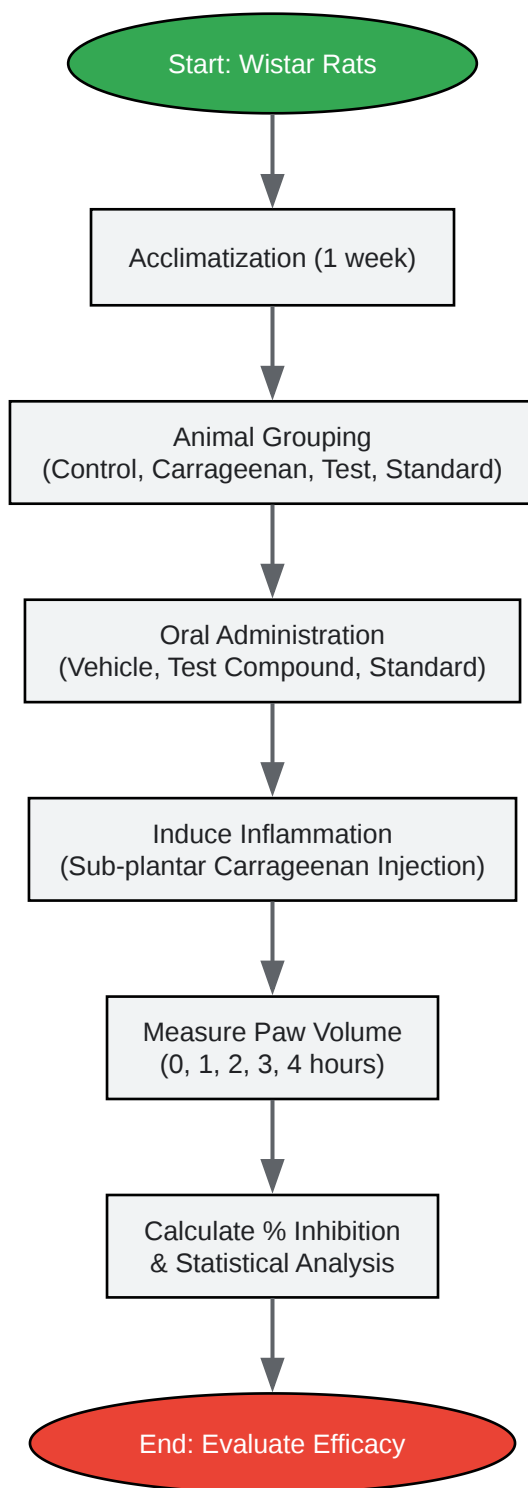 Start: Wistar Rats
Acclimatization (1 week)
Animal Grouping
(Control, Carrageenan, Test, Standard)
Oral Administration
(Vehicle, Test Compound, Standard)
Induce Inflammation
(Sub-plantar Carrageenan Injection)
Measure Paw Volume
(0, 1, 2, 3, 4 hours)
Calculate % Inhibition
& Statistical Analysis
End: Evaluate Efficacy